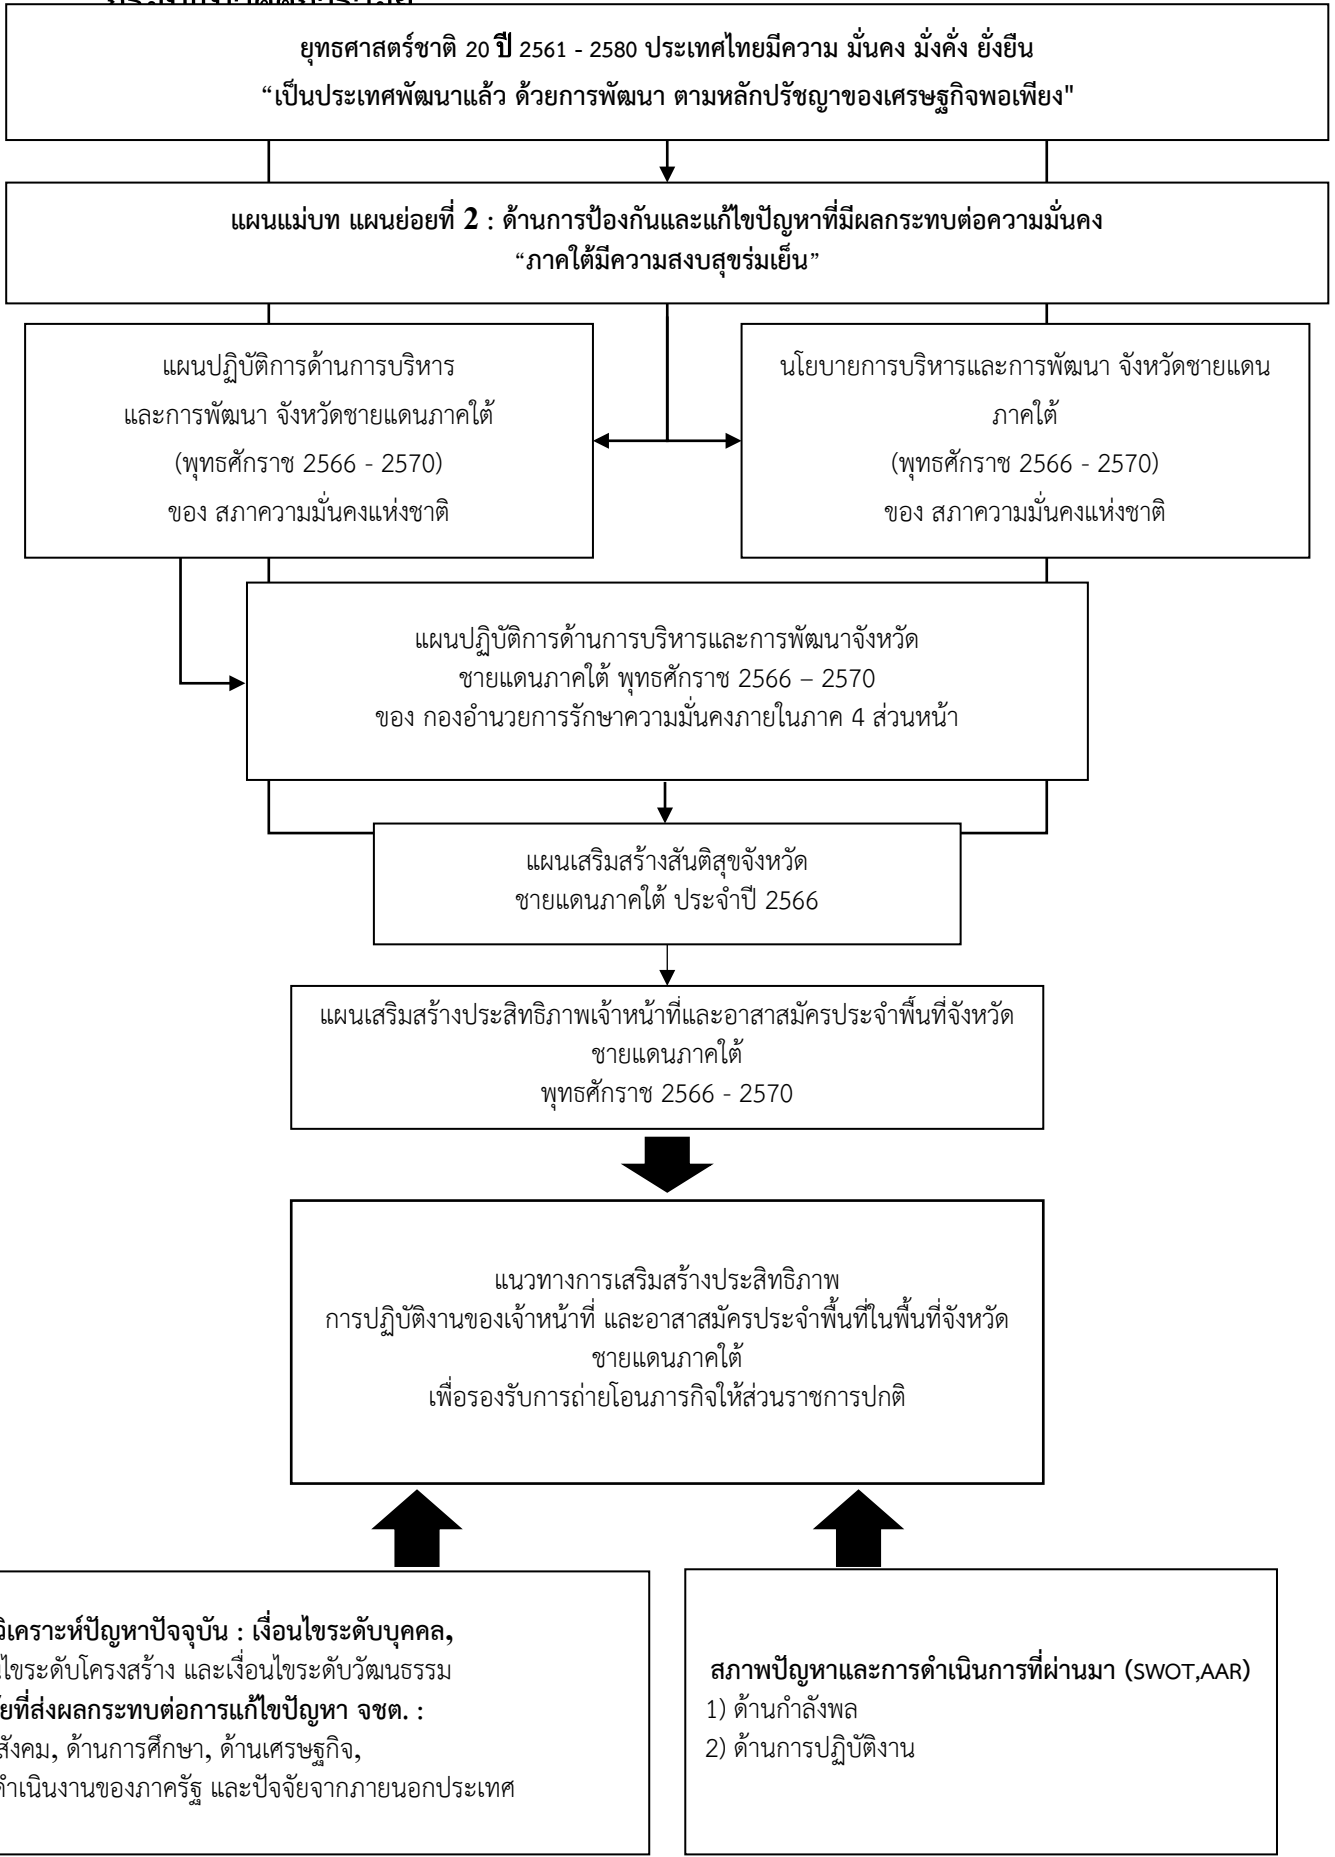 ยุทธศาสตร์ชาติ 20 ปี 2561 - 2580 ประเทศไทยมีความ มั่นคง มั่งคั่ง ยั่งยืน
“เป็นประเทศพัฒนาแล้ว ด้วยการพัฒนา ตามหลักปรัชญาของเศรษฐกิจพอเพียง"
แผนแม่บท แผนย่อยที่ 2 : ด้านการป้องกันและแก้ไขปัญหาที่มีผลกระทบต่อความมั่นคง
“ภาคใต้มีความสงบสุขร่มเย็น”
แผนปฏิบัติการด้านการบริหาร
และการพัฒนา จังหวัดชายแดนภาคใต้
(พุทธศักราช 2566 - 2570)
ของ สภาความมั่นคงแห่งชาติ
นโยบายการบริหารและการพัฒนา จังหวัดชายแดน
ภาคใต้
(พุทธศักราช 2566 - 2570)
ของ สภาความมั่นคงแห่งชาติ
แผนปฏิบัติการด้านการบริหารและการพัฒนาจังหวัด
ชายแดนภาคใต้ พุทธศักราช 2566 – 2570
ของ กองอำนวยการรักษาความมั่นคงภายในภาค 4 ส่วนหน้า
แผนเสริมสร้างสันติสุขจังหวัด
ชายแดนภาคใต้ ประจำปี 2566
แผนเสริมสร้างประสิทธิภาพเจ้าหน้าที่และอาสาสมัครประจำพื้นที่จังหวัด
ชายแดนภาคใต้
พุทธศักราช 2566 - 2570
แนวทางการเสริมสร้างประสิทธิภาพ
การปฏิบัติงานของเจ้าหน้าที่ และอาสาสมัครประจำพื้นที่ในพื้นที่จังหวัด
ชายแดนภาคใต้
เพื่อรองรับการถ่ายโอนภารกิจให้ส่วนราชการปกติ
วิเคราะห์ปัญหาปัจจุบัน : เงื่อนไขระดับบุคคล,
ไขระดับโครงสร้าง และเงื่อนไขระดับวัฒนธรรม
ที่ส่งผลกระทบต่อการแก้ไขปัญหา จชต. :
สังคม, ด้านการศึกษา, ด้านเศรษฐกิจ,
ดำเนินงานของภาครัฐ และปัจจัยจากภายนอกประเทศ
สภาพปัญหาและการดำเนินการที่ผ่านมา (SWOT,AAR)
1) ด้านกำลังพล
2) ด้านการปฏิบัติงาน